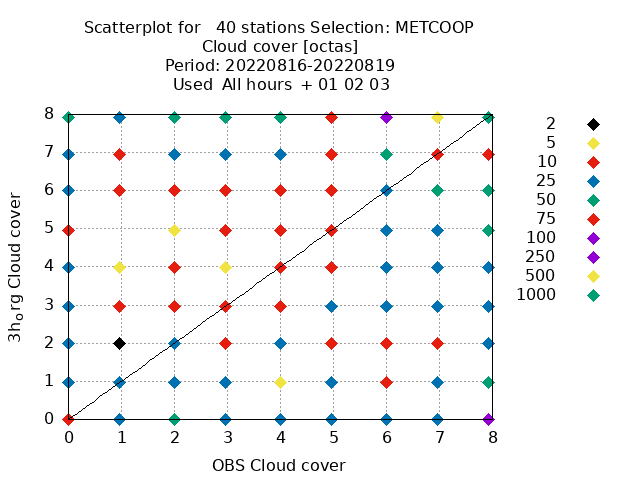 Scatterplot for 40 stations Selection: METCOOP
Cloud cover [octas]
Period: 20220816-20220819
Used All hours + 01 02 03
8
7
6
5
4
3
2
1
0
3h_org Cloud cover
0 1 2 3 4 5 6 7 8
OBS Cloud cover
2
5
10
25
50
75
100
250
500
1000